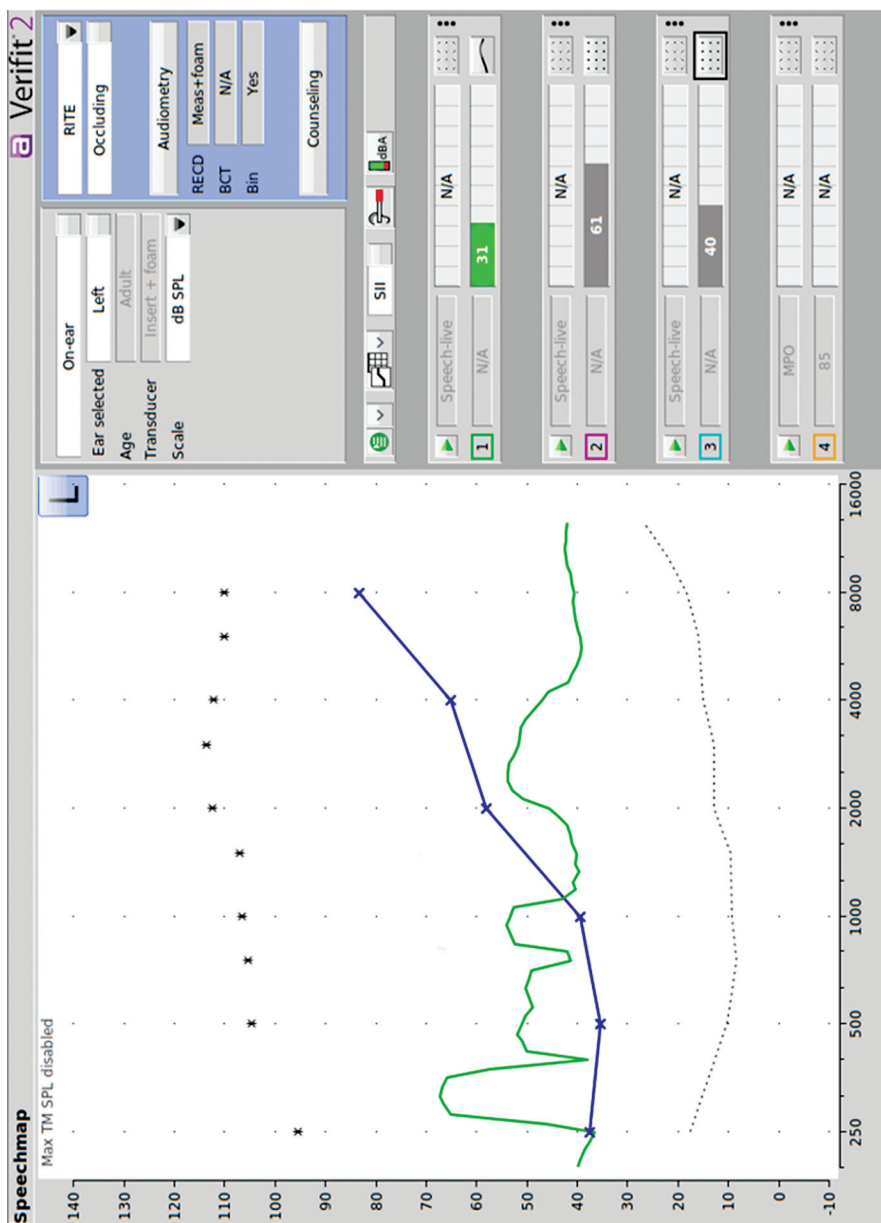 Speechmap
Verifit 2
Max TM SPL disabled
L
140
130
120
110
100
90
80
70
60
50
40
30
20
10
0
-10
250
500
1000
2000
4000
8000
16000
On-ear
Ear selected Left
Age Adult
Transducer Insert + foam
Scale dB SPL
RITE
Occluding
Audiometry
RECD Meas+foam
BCT N/A
Bin Yes
Counseling
SII
dBA
Speech-live N/A
1 N/A 31
Speech-live N/A
2 N/A 61
Speech-live N/A
3 N/A 40
MPO N/A
4 85 N/A